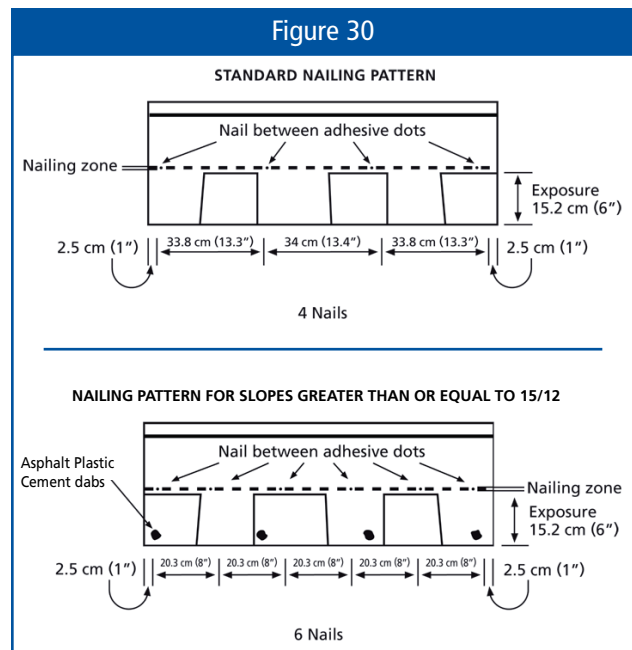 Figure 30
STANDARD NAILING PATTERN
Nail between adhesive dots
Nailing zone
Exposure
15.2 cm (6”)
2.5 cm (1”)
33.8 cm (13.3”)
34 cm (13.4”)
33.8 cm (13.3”)
2.5 cm (1”)
4 Nails
NAILING PATTERN FOR SLOPES GREATER THAN OR EQUAL TO 15/12
Asphalt Plastic
Cement dabs
Nail between adhesive dots
Nailing zone
Exposure
15.2 cm (6”)
2.5 cm (1”)
20.3 cm (8”)
20.3 cm (8”)
20.3 cm (8”)
20.3 cm (8”)
20.3 cm (8”)
2.5 cm (1”)
6 Nails